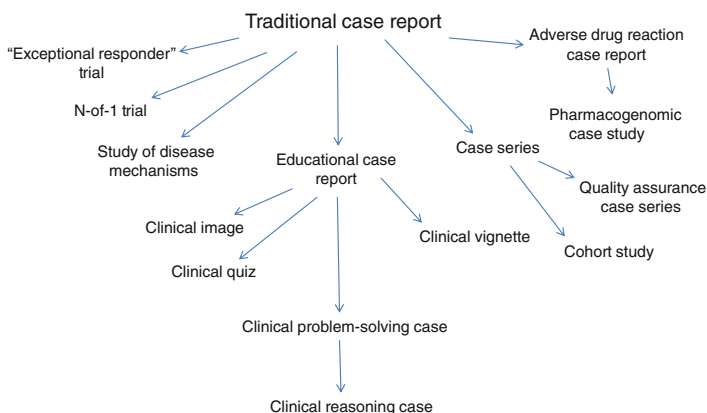 Traditional case report
“Exceptional responder”
trial
Adverse drug reaction
case report
N-of-1 trial
Pharmacogenomic
case study
Study of disease
mechanisms
Educational case
report
Case series
Quality assurance
case series
Clinical image
Clinical vignette
Cohort study
Clinical quiz
Clinical problem-solving case
Clinical reasoning case